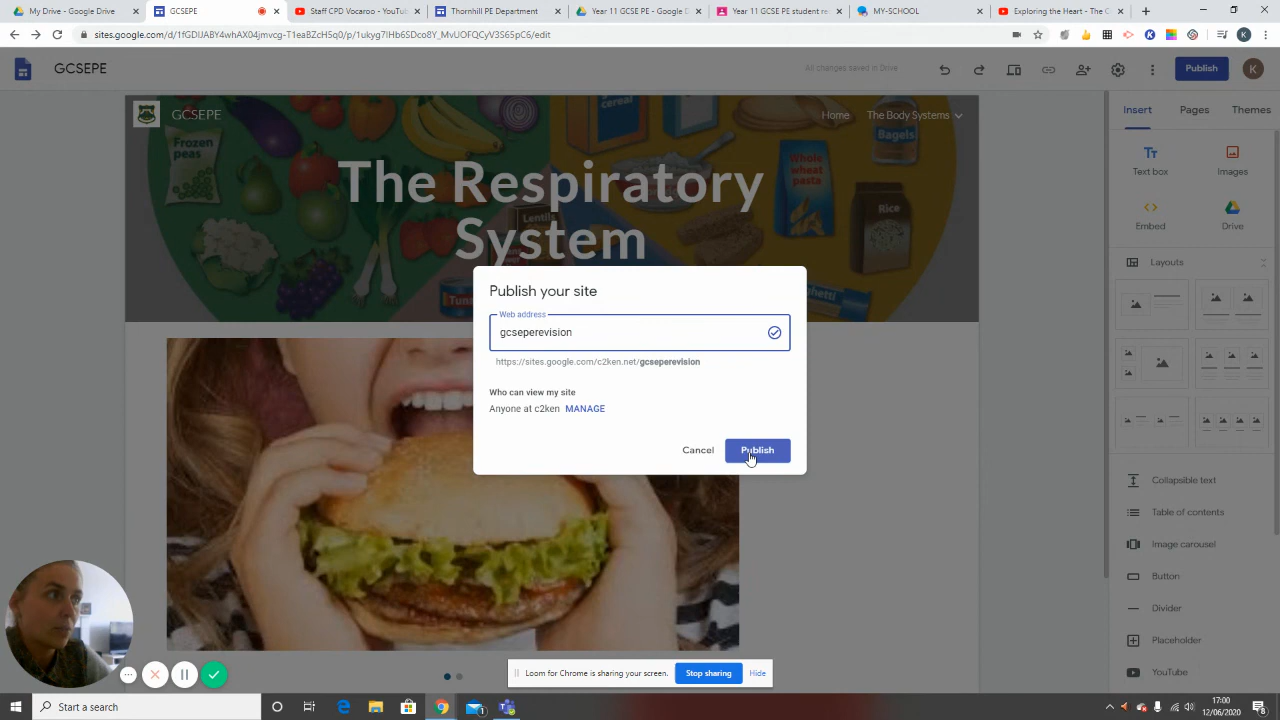 My Drive - Google Drive
GCSEPE
Staff CPD Vocaroo - YouTu
Thornhill PE Department
Year 11 GCSE PE - Google D
Year 11 GCSE PE student re
MY-SCHOOL
Exploring the Heart - The C
sites.google.com/d/1fGDlJABY4whAX04jmvcg-T1eaBZcHSq0/p/1ukyg7lHb6SDco8Y_MvUOFQCyV3S65pC6/edit
GCSEPE
All changes saved in Drive
Publish
K
GCSEPE
Home
The Body Systems
Insert
Pages
Themes
Frozen peas
cereal
Lentils
Whole wheat pasta
Bagels
Rice
The Respiratory
System
Text box
Images
Embed
Drive
Layouts
Publish your site
Web address
gcseperevision
https://sites.google.com/c2ken.net/gcseperevision
Who can view my site
Anyone at c2ken MANAGE
Cancel
Publish
Collapsible text
Table of contents
Image carousel
Button
Divider
Placeholder
YouTube
Loom for Chrome is sharing your screen.
Stop sharing
Hide
Start a search
17:00
12/06/2020